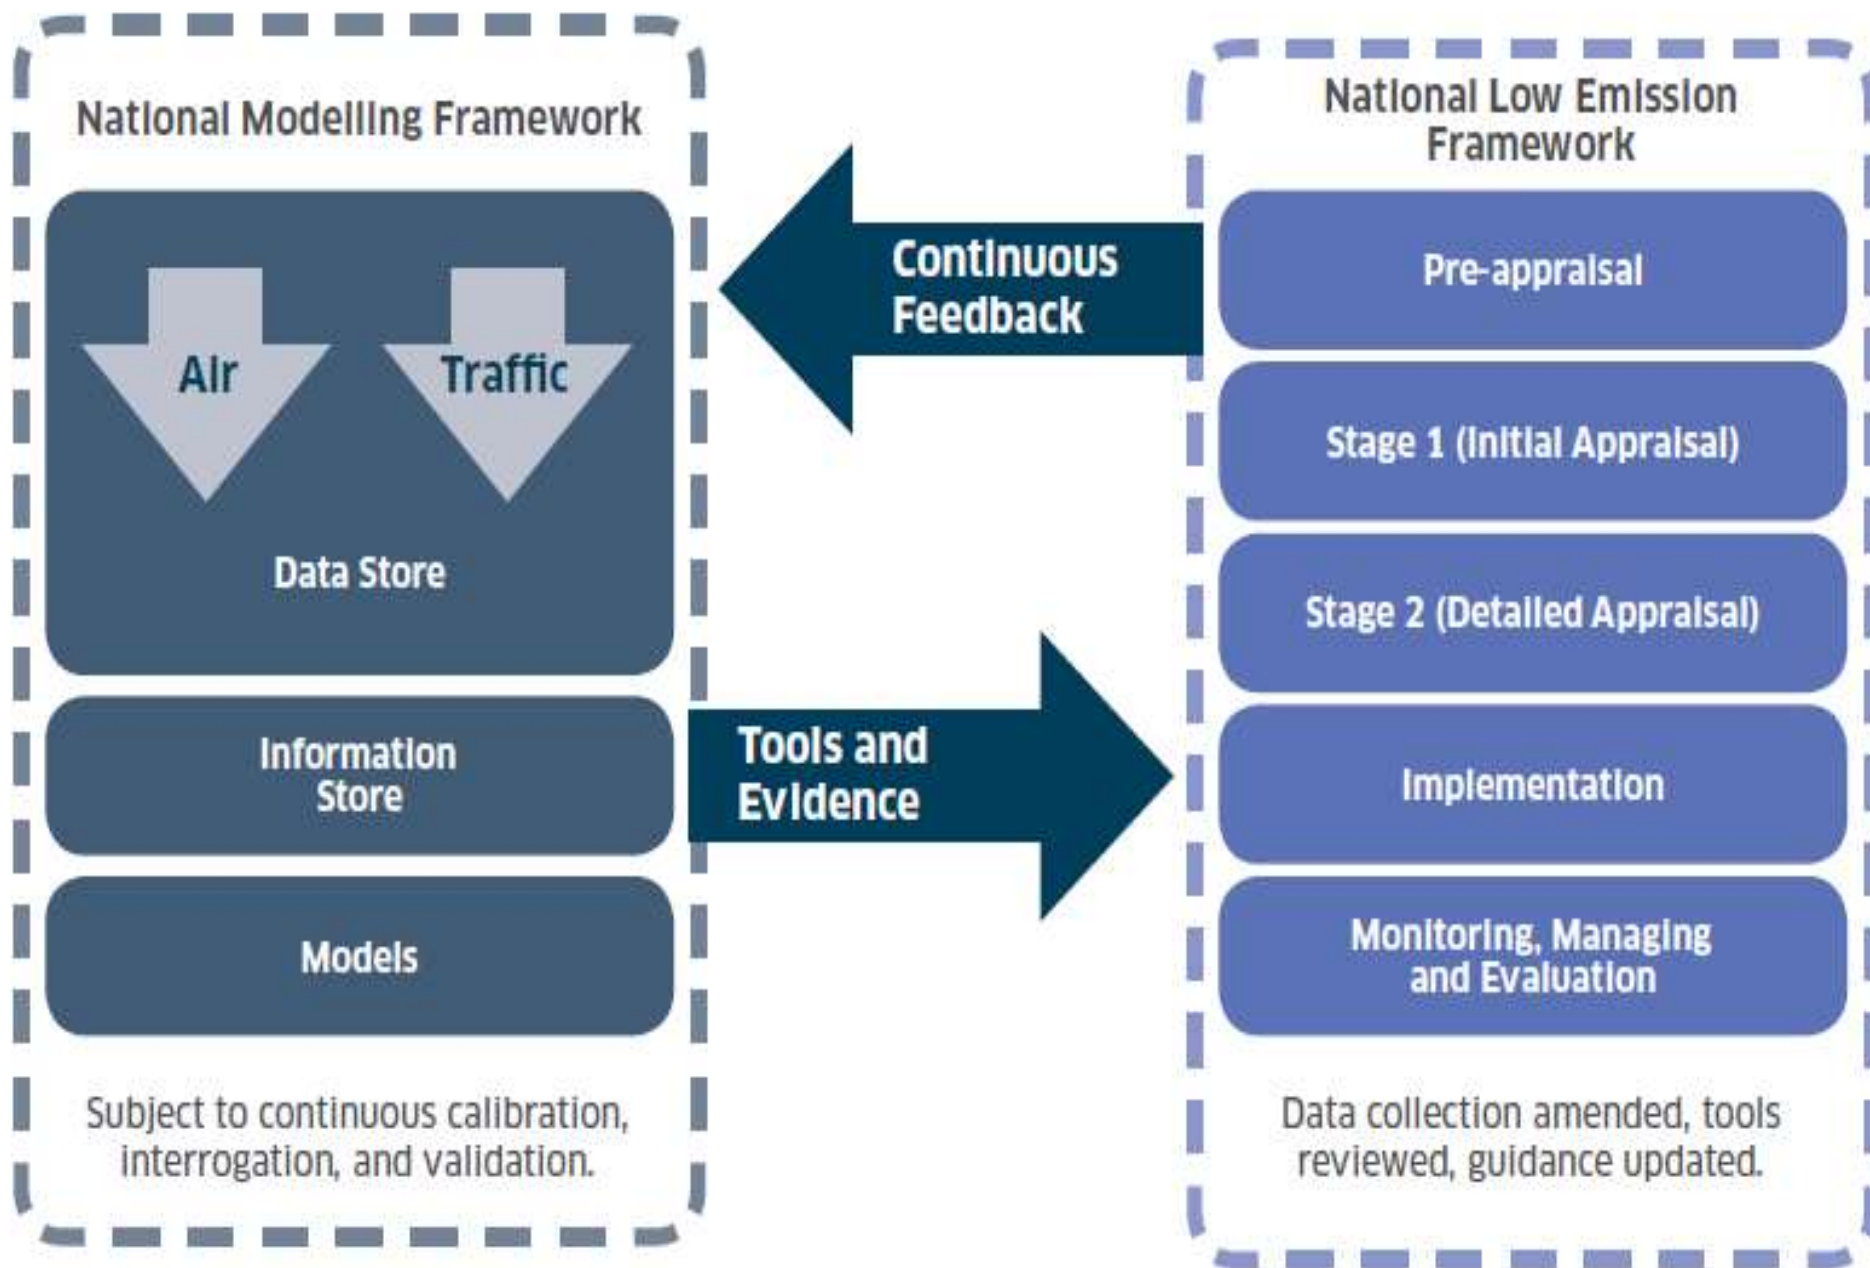 National Modelling Framework
Air
Traffic
Data Store
Information
Store
Models
Subject to continuous calibration,
interrogation, and validation.
Continuous
Feedback
Tools and
Evidence
National Low Emission
Framework
Pre-appraisal
Stage 1 (Initial Appraisal)
Stage 2 (Detailed Appraisal)
Implementation
Monitoring, Managing
and Evaluation
Data collection amended, tools
reviewed, guidance updated.